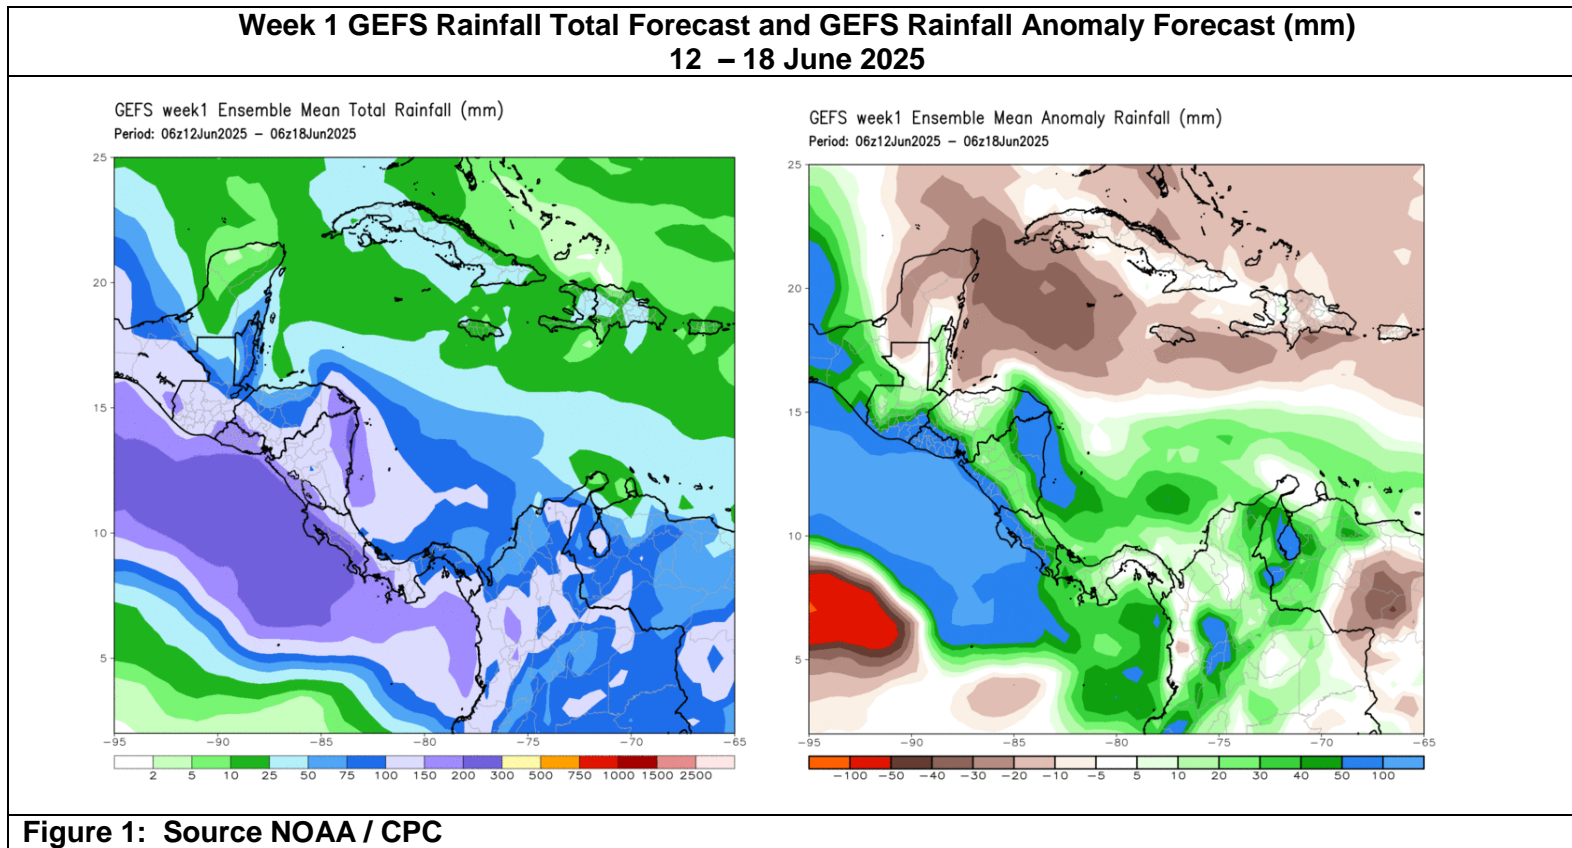 Week 1 GEFS Rainfall Total Forecast and GEFS Rainfall Anomaly Forecast (mm)
12 – 18 June 2025
GEFS week1 Ensemble Mean Total Rainfall (mm)
Period: 06z12Jun2025 – 06z18Jun2025
25
20
15
10
5
−95 −90 −85 −80 −75 −70 −65
2 5 10 25 50 75 100 150 200 300 500 750 1000 1500 2500
GEFS week1 Ensemble Mean Anomaly Rainfall (mm)
Period: 06z12Jun2025 – 06z18Jun2025
25
20
15
10
5
−95 −90 −85 −80 −75 −70 −65
−100 −50 −40 −30 −20 −10 −5 5 10 20 30 40 50 100
Figure 1: Source NOAA / CPC